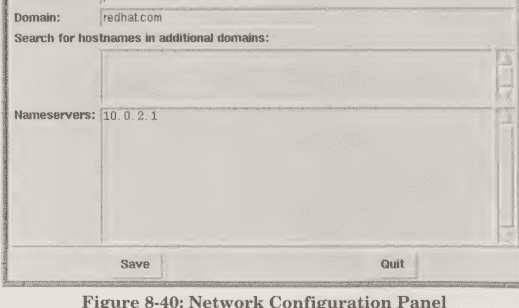 Domain: redhat.com
Search for hostnames in additional domains:
Nameservers: 10.0.2.1
Save Quit
Figure 8-40: Network Configuration Panel